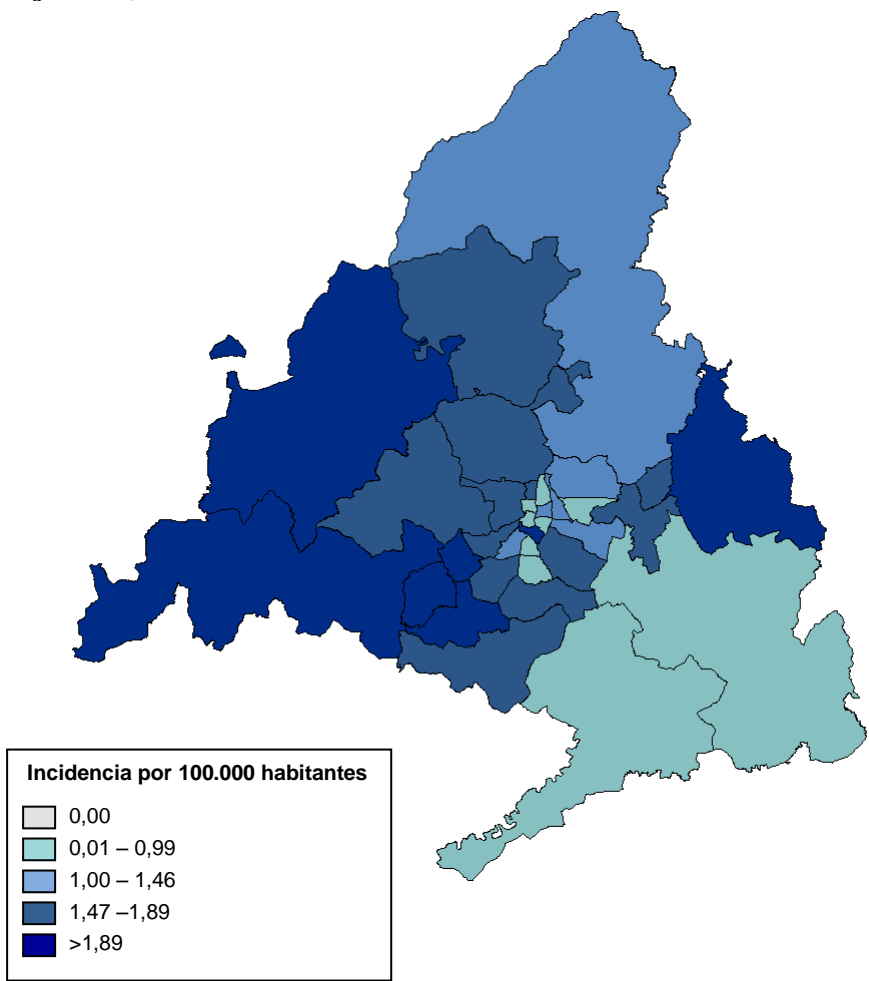 Incidencia por 100.000 habitantes
0,00
0,01 – 0,99
1,00 – 1,46
1,47 –1,89
>1,89